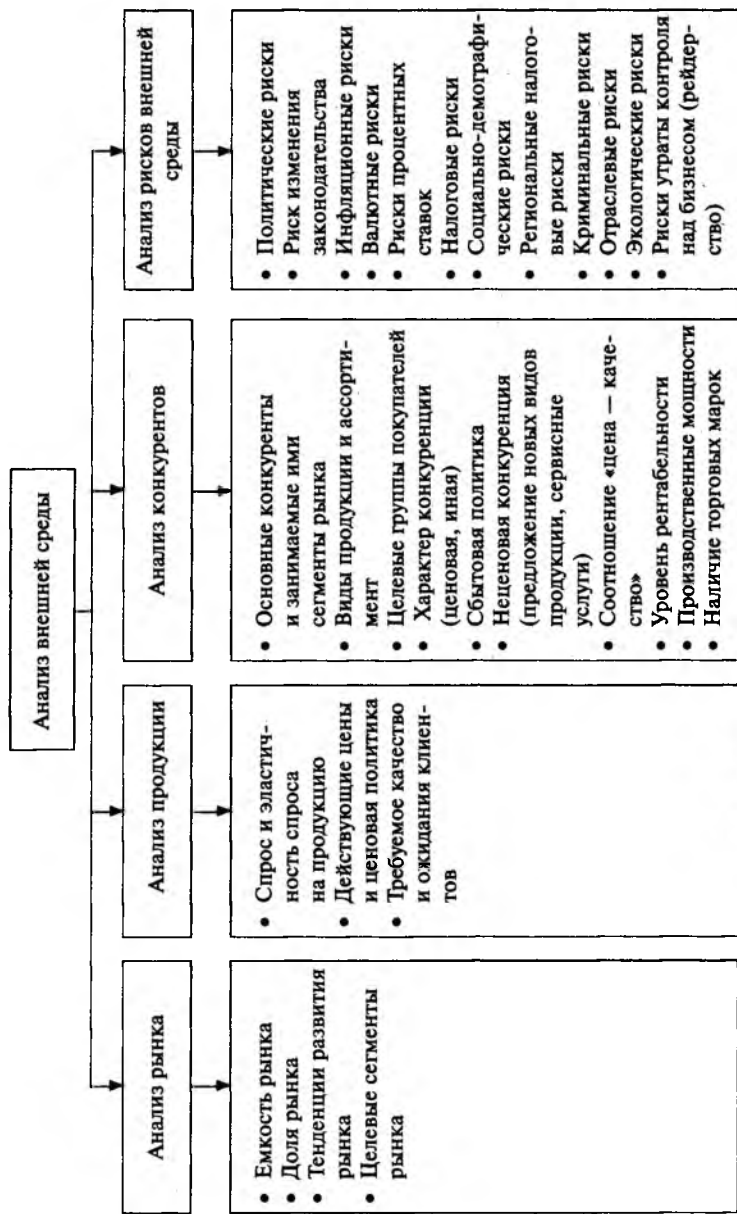 Анализ внешней среды
Анализ рынка
• Емкость рынка
• Доля рынка
• Тенденции развития
рынка
• Целевые сегменты
рынка
Анализ продукции
• Спрос и эластич-
ность спроса
на продукцию
• Действующие цены
и ценовая политика
• Требуемое качество
и ожидания клиен-
тов
Анализ конкурентов
• Основные конкуренты
и занимаемые ими
сегменты рынка
• Виды продукции и ассорти-
мент
• Целевые группы покупателей
• Характер конкуренции
(ценовая, иная)
• Сбытовая политика
• Неценовая конкуренция
(предложение новых видов
продукции, сервисные
услуги)
• Соотношение «цена — каче-
ство»
• Уровень рентабельности
• Производственные мощности
• Наличие торговых марок
Анализ рисков внешней
среды
• Политические риски
• Риск изменения
законодательства
• Инфляционные риски
• Валютные риски
• Риски процентных
ставок
• Налоговые риски
• Социально-демографи-
ческие риски
• Региональные налого-
вые риски
• Криминальные риски
• Отраслевые риски
• Экологические риски
• Риски утраты контроля
над бизнесом (рейдер-
ство)